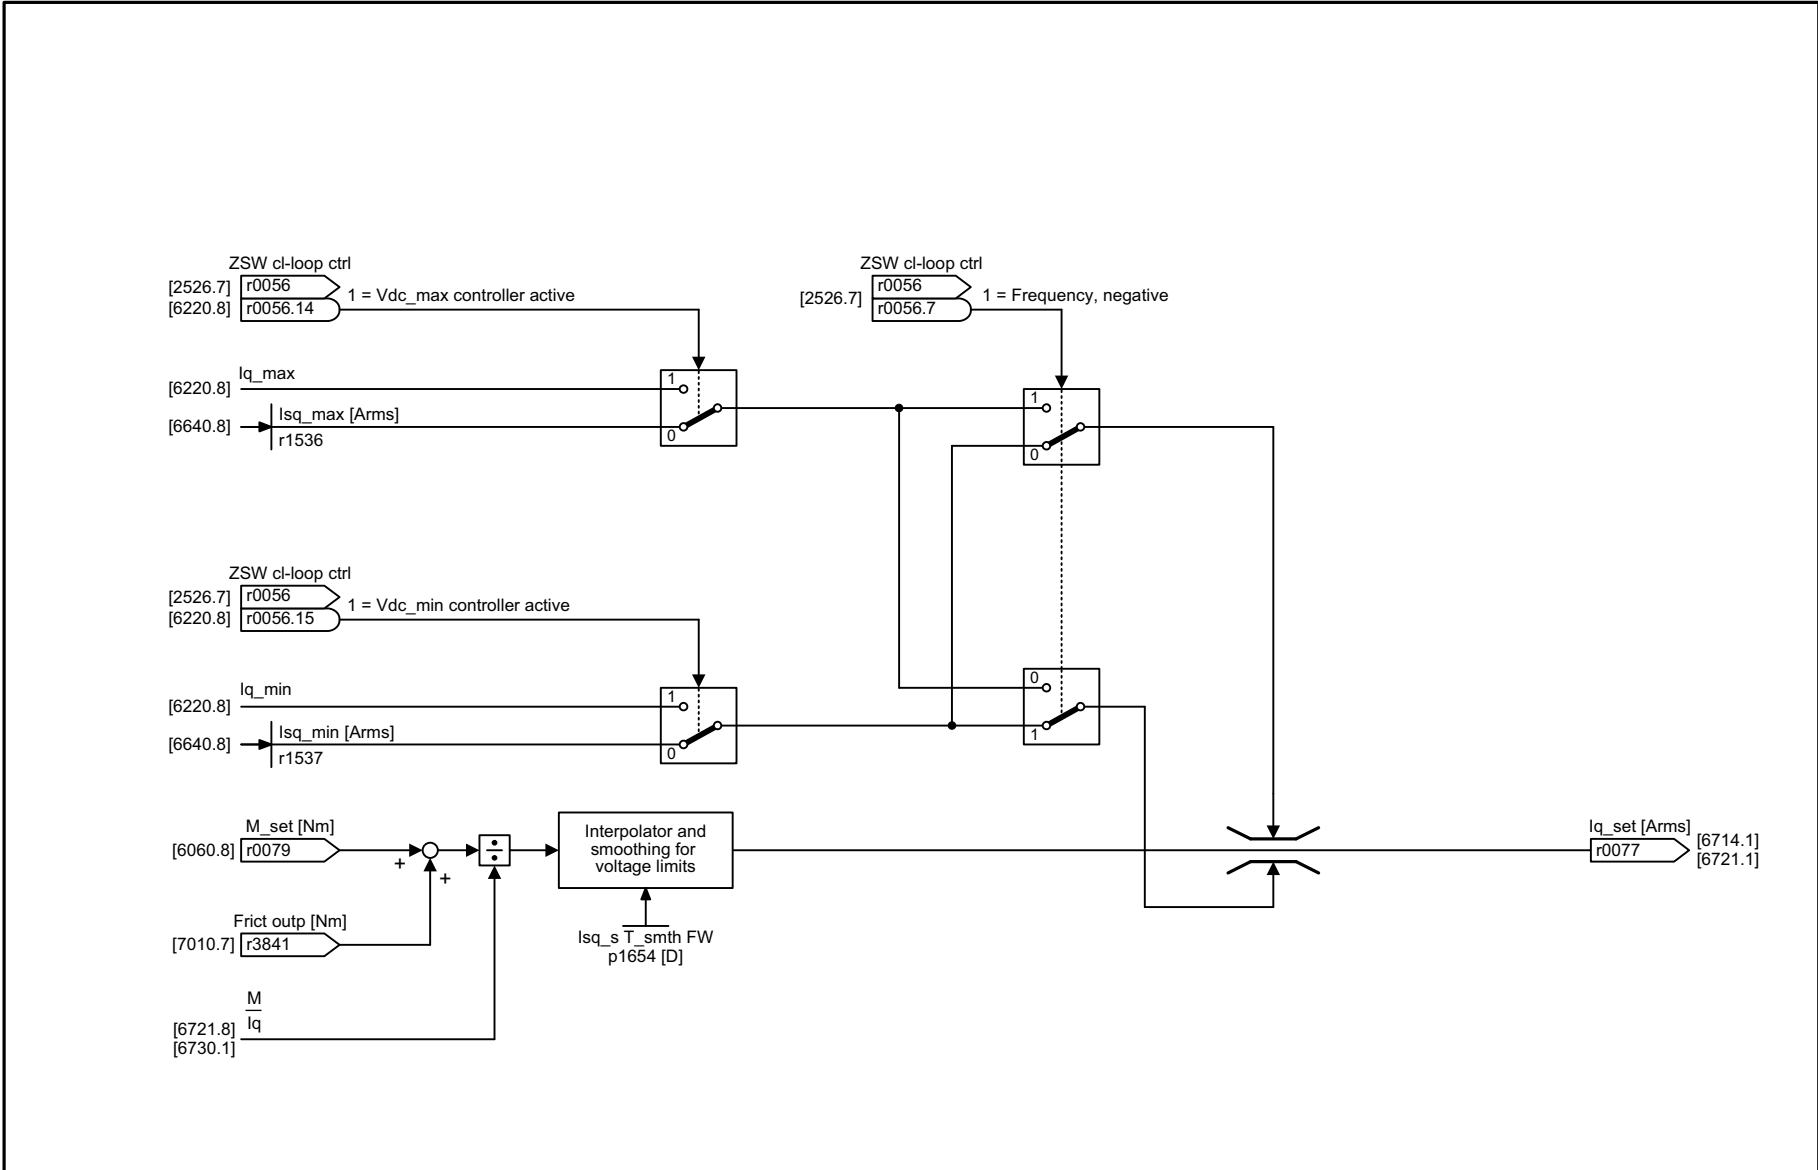 ZSW cl-loop ctrl
[2526.7] r0056
[6220.8] r0056.14
1 = Vdc_max controller active
ZSW cl-loop ctrl
[2526.7]
r0056
r0056.7
1 = Frequency, negative
Iq_max
[6220.8]
1
Isq_max [Arms]
[6640.8]
r1536
0
1
0
ZSW cl-loop ctrl
[2526.7] r0056
[6220.8] r0056.15
1 = Vdc_min controller active
Iq_min
[6220.8]
1
Isq_min [Arms]
[6640.8]
r1537
0
0
1
M_set [Nm]
[6060.8] r0079
+
+
÷
Interpolator and
smoothing for
voltage limits
Isq_s T_smth FW
p1654 [D]
Iq_set [Arms]
r0077
[6714.1]
[6721.1]
Frict outp [Nm]
[7010.7] r3841
M
Iq
[6721.8]
[6730.1]